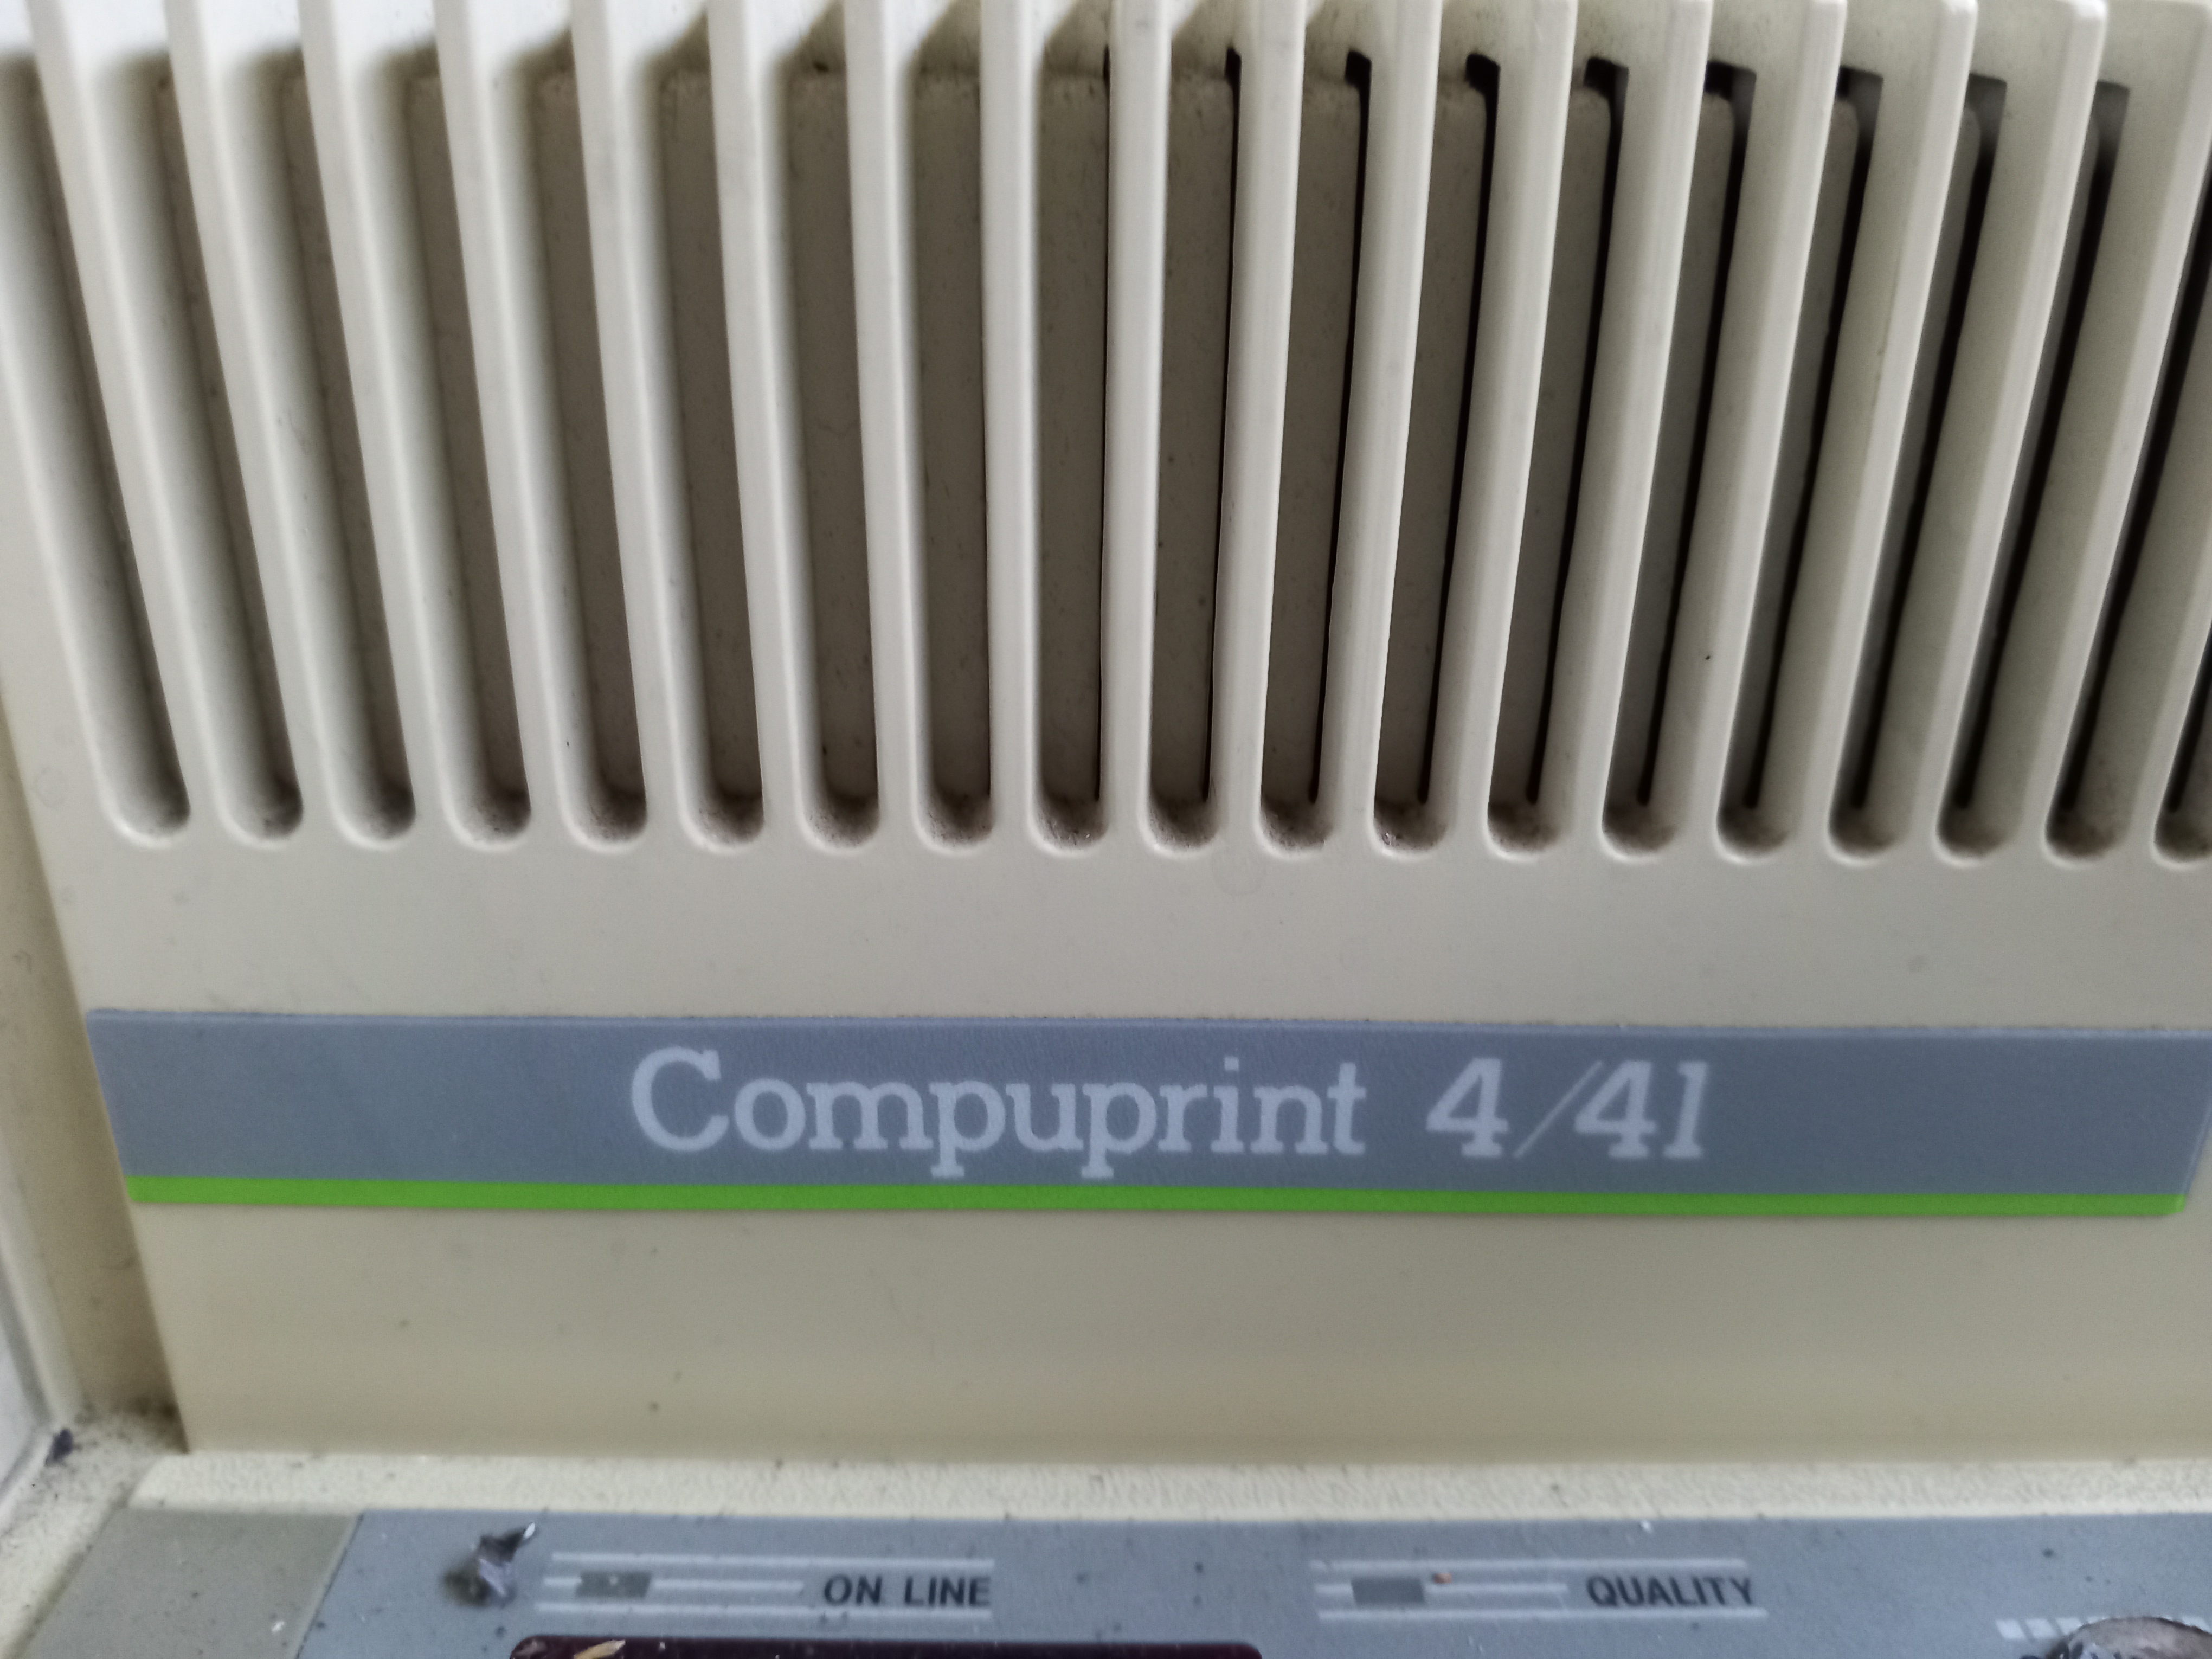 Compuprint 4/41
ON LINE QUALITY